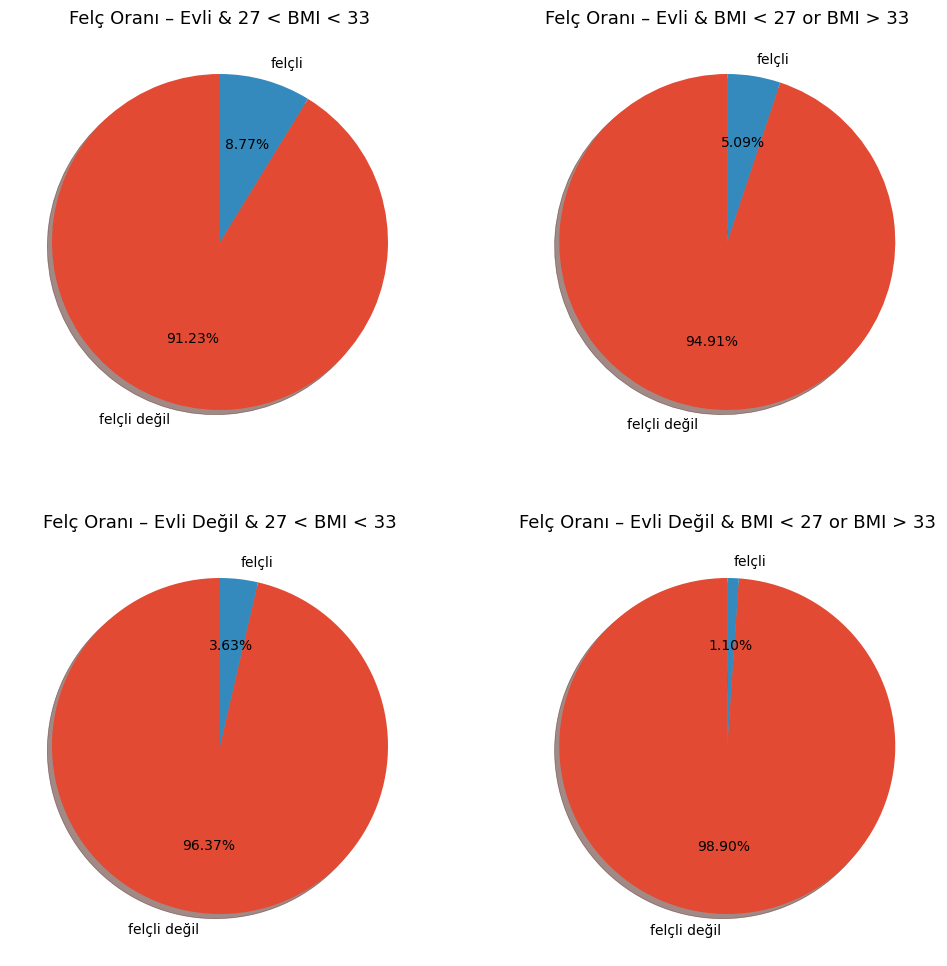 Felç Oranı – Evli & 27 < BMI < 33
felçli
8.77%
91.23%
felçli değil
Felç Oranı – Evli & BMI < 27 or BMI > 33
felçli
5.09%
94.91%
felçli değil
Felç Oranı – Evli Değil & 27 < BMI < 33
felçli
3.63%
96.37%
felçli değil
Felç Oranı – Evli Değil & BMI < 27 or BMI > 33
felçli
1.10%
98.90%
felçli değil